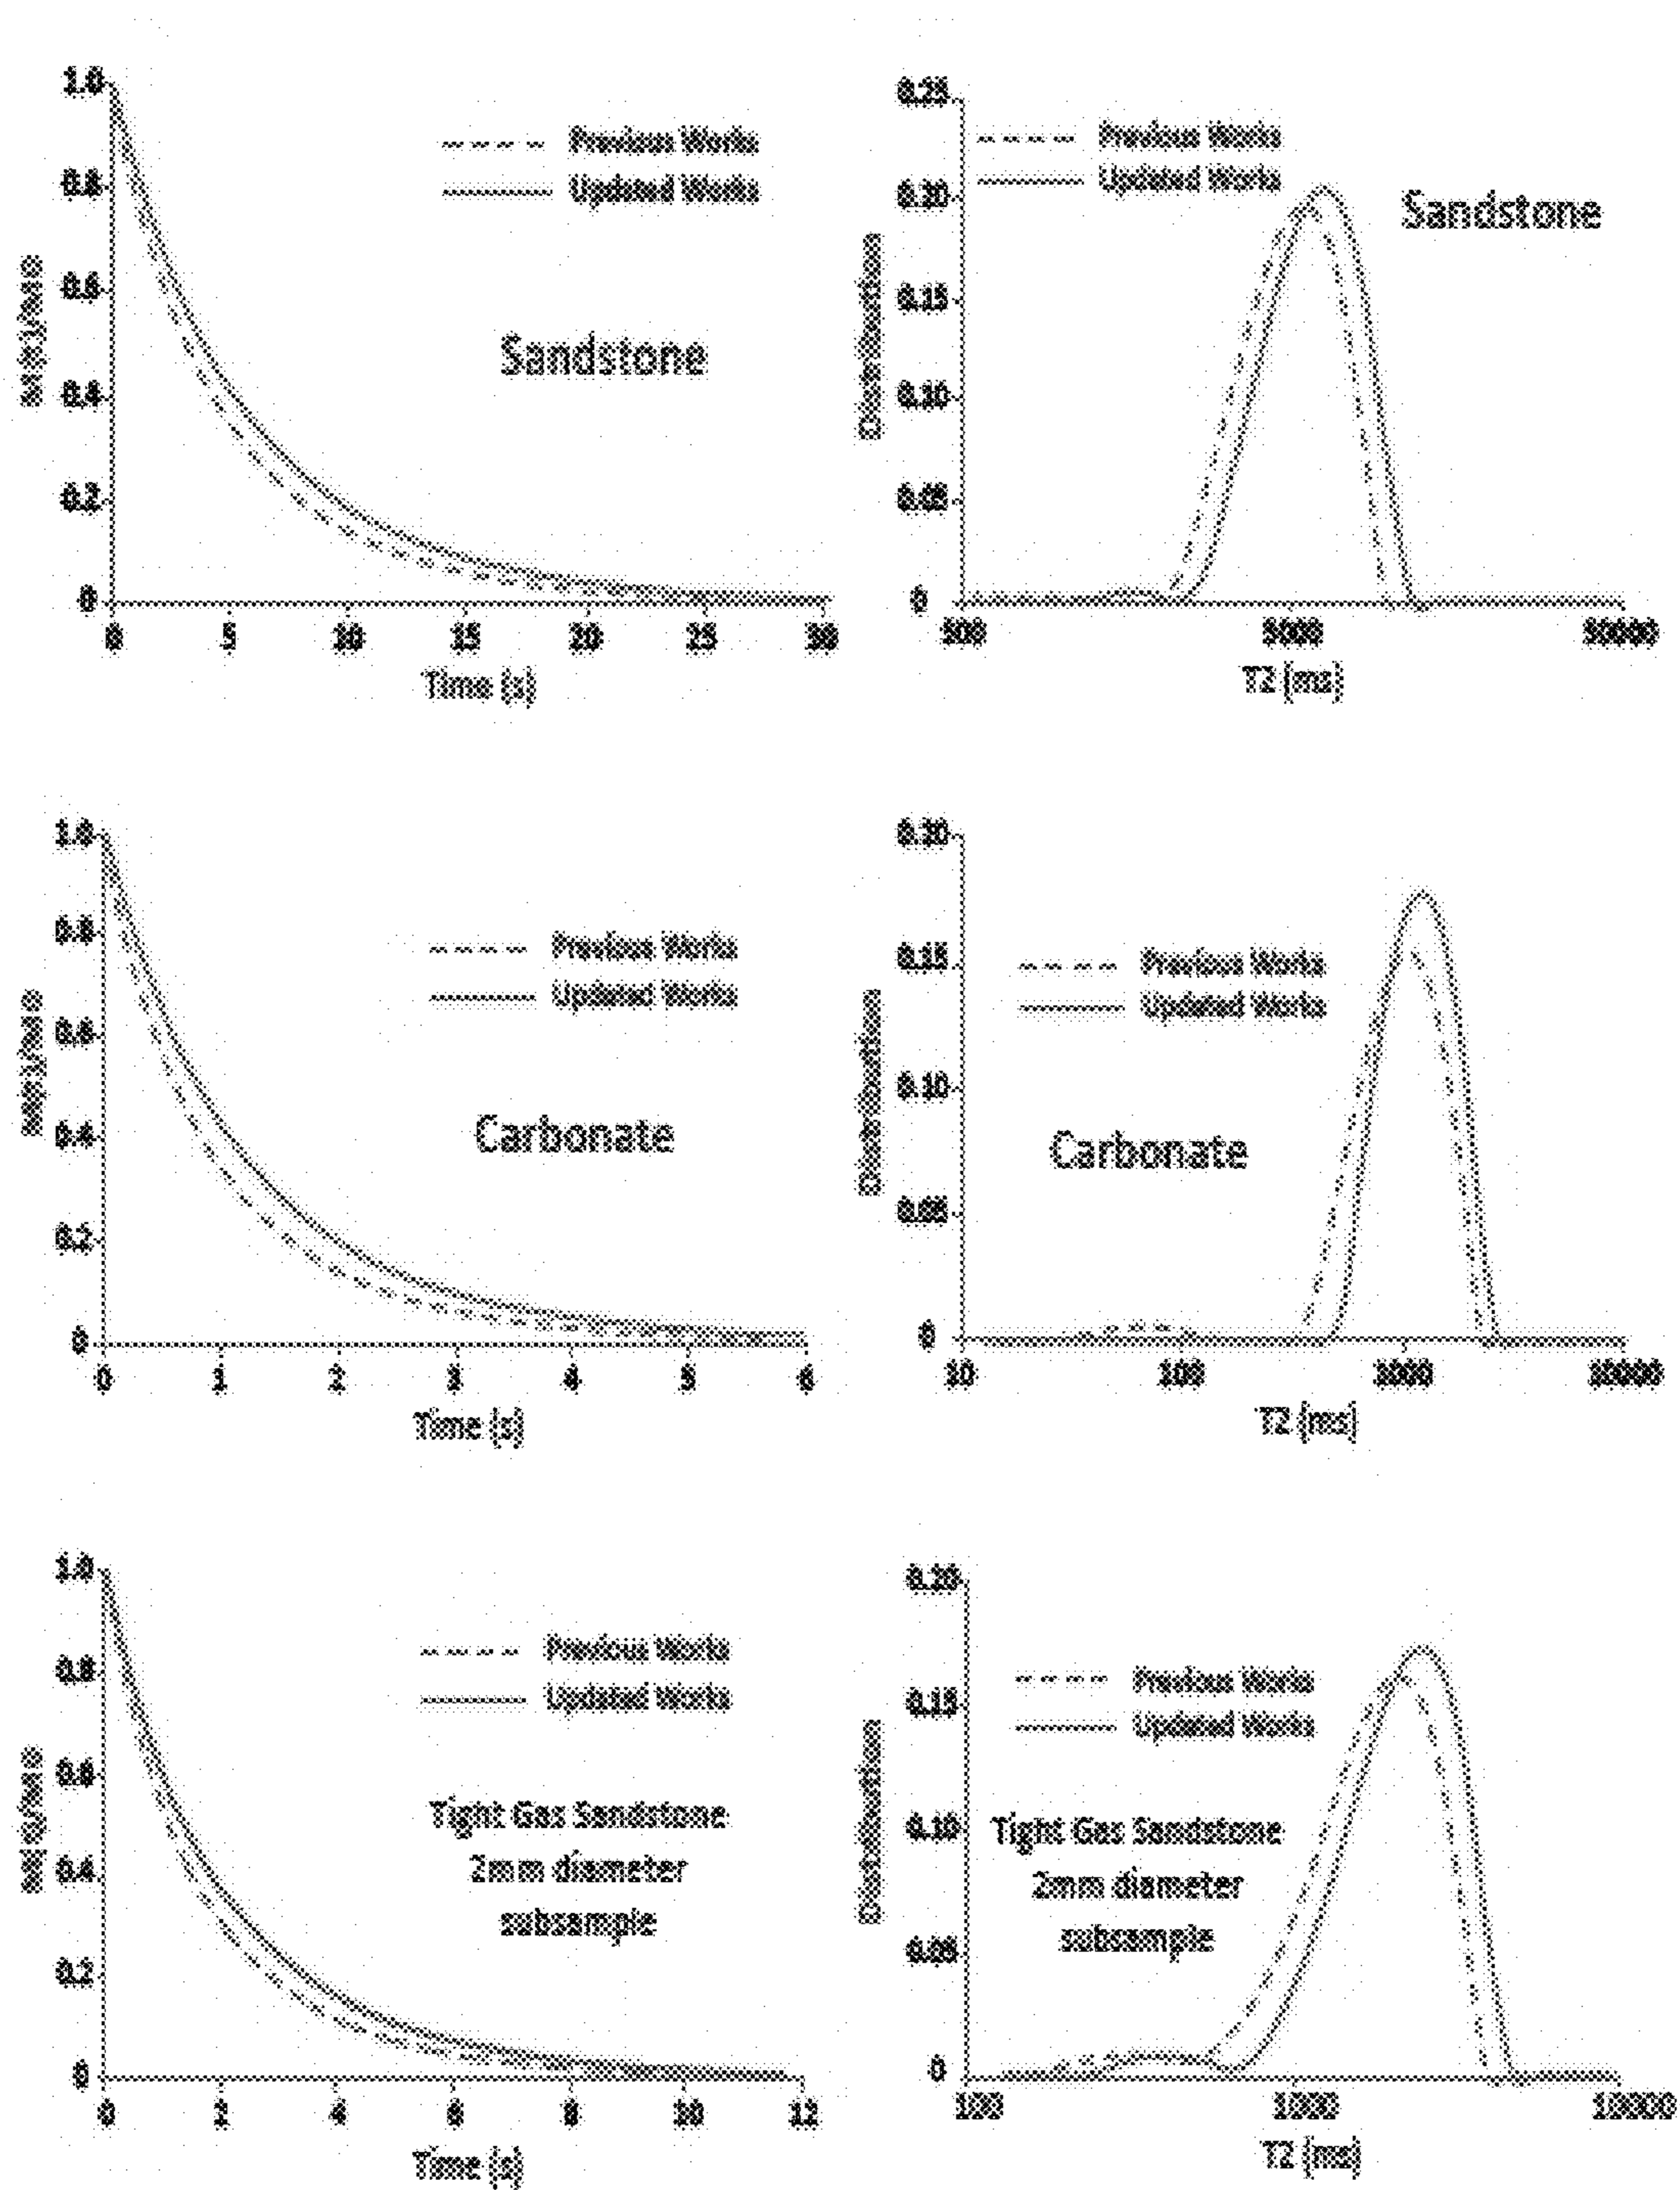 1.0
0.8
0.6
0.4
0.2
0
0 5 10 15 20 25 30
Time (s)
Previous Works
Updated Works
Sandstone
0.25
0.20
0.15
0.10
0.05
0
T2 (ms)
Previous Works
Updated Works
Sandstone
1.0
0.8
0.6
0.4
0.2
0
0 1 2 3 4 5 6
Time (s)
Previous Works
Updated Works
Carbonate
0.20
0.15
0.10
0.05
0
10 100 1000 10000
T2 (ms)
Previous Works
Updated Works
Carbonate
1.0
0.8
0.6
0.4
0.2
0
0 2 4 6 8 10 12
Time (s)
Previous Works
Updated Works
Tight Gas Sandstone
2mm diameter
subsample
0.20
0.15
0.10
0.05
0
100 1000 10000
T2 (ms)
Previous Works
Updated Works
Tight Gas Sandstone
2mm diameter
subsample